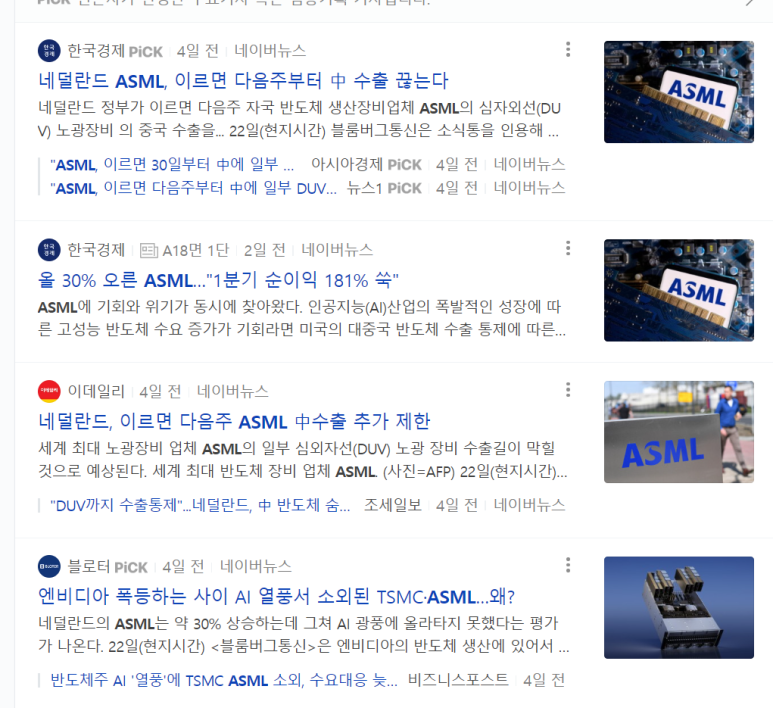 한국경제 PiCK 4일 전 네이버뉴스
네덜란드 ASML, 이르면 다음주부터 中 수출 끊는다
네덜란드 정부가 이르면 다음주 자국 반도체 생산장비업체 ASML의 심자외선(DU
V) 노광장비 의 중국 수출을... 22일(현지시간) 블룸버그통신은 소식통을 인용해 ...
"ASML, 이르면 30일부터 中에 일부 ... 아시아경제 PiCK 4일 전 네이버뉴스
"ASML, 이르면 다음주부터 中에 일부 DUV... 뉴스1 PiCK 4일 전 네이버뉴스
ASML
한국경제 A18면 1단 2일 전 네이버뉴스
올 30% 오른 ASML..."1분기 순이익 181% 쑥"
ASML에 기회와 위기가 동시에 찾아왔다. 인공지능(AI)산업의 폭발적인 성장에 따
른 고성능 반도체 수요 증가가 기회라면 미국의 대중국 반도체 수출 통제에 따른...
ASML
이데일리 4일 전 네이버뉴스
네덜란드, 이르면 다음주 ASML 中수출 추가 제한
세계 최대 노광장비 업체 ASML의 일부 심외자선(DUV) 노광 장비 수출길이 막힐
것으로 예상된다. 세계 최대 반도체 장비 업체 ASML. (사진=AFP) 22일(현지시간)...
"DUV까지 수출통제"...네덜란드, 中 반도체 숨... 조세일보 4일 전 네이버뉴스
ASML
블로터 PiCK 4일 전 네이버뉴스
엔비디아 폭등하는 사이 AI 열풍서 소외된 TSMC·ASML...왜?
네덜란드의 ASML는 약 30% 상승하는데 그쳐 AI 광풍에 올라타지 못했다는 평가
가 나온다. 22일(현지시간) <블룸버그통신>은 엔비디아의 반도체 생산에 있어서 ...
반도체주 AI '열풍'에 TSMC ASML 소외, 수요대응 늦... 비즈니스포스트 4일 전